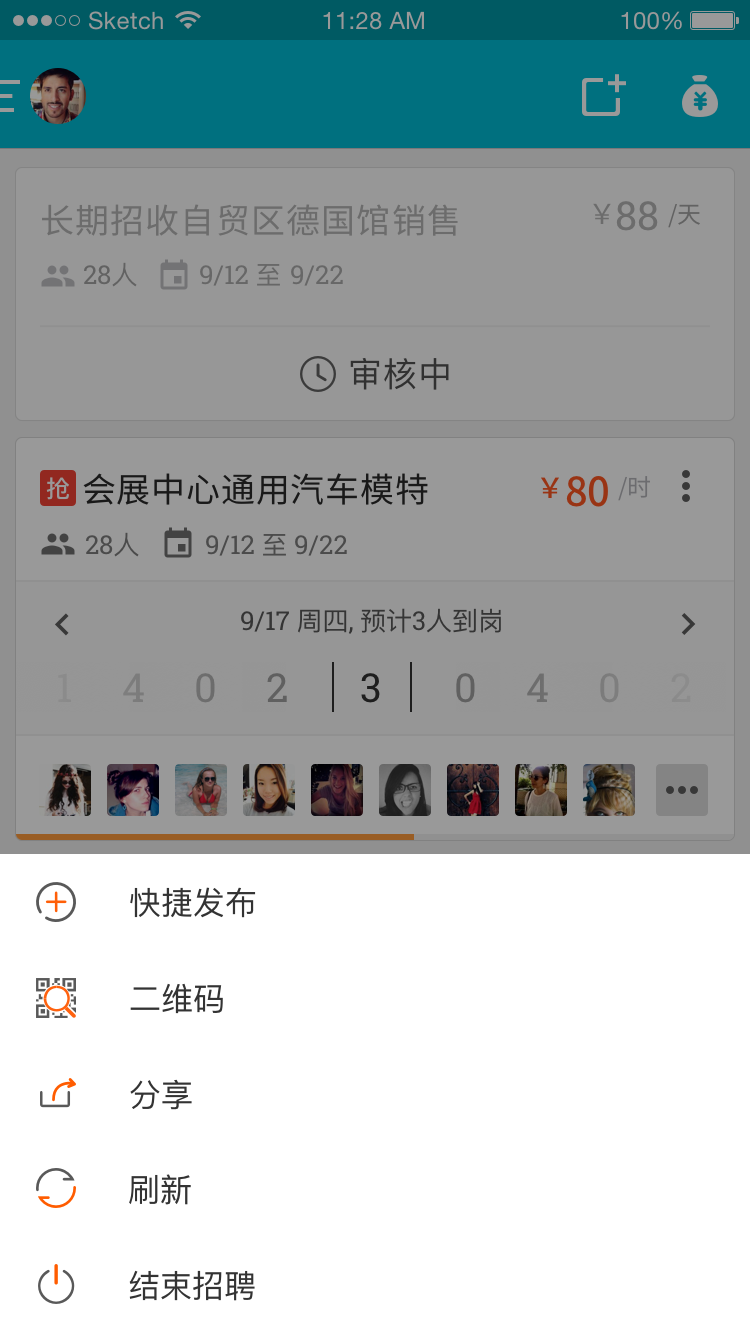 Sketch 11:28 AM 100%
长期招收自贸区德国馆销售 ¥88 /天
28人 9/12 至 9/22
审核中
抢 会展中心通用汽车模特 ¥80 /时
28人 9/12 至 9/22
9/17 周四, 预计3人到岗
1 4 0 2 3 0 4 0 2
快捷发布
二维码
分享
刷新
结束招聘